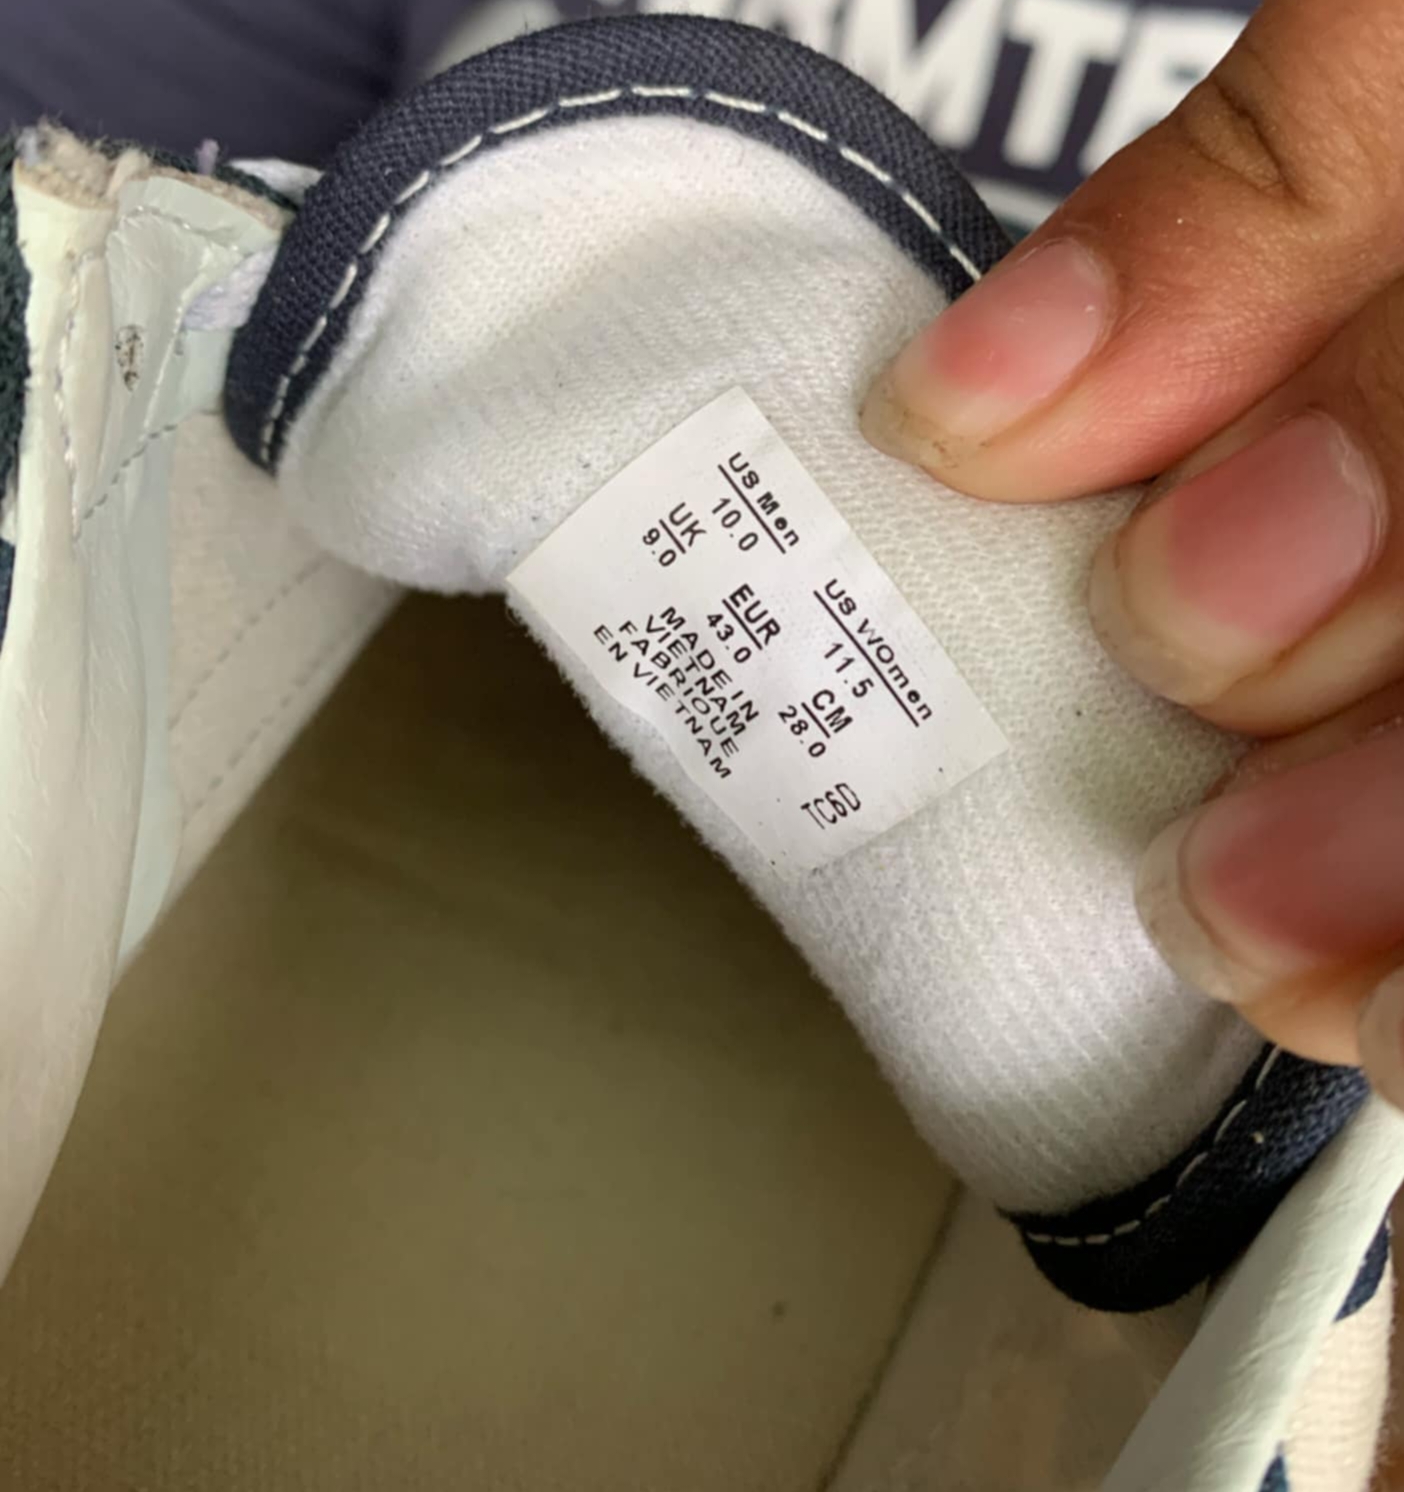 US Men
10.0
US WOmen
11.5
UK
9.0
EUR
43.0
CM
28.0
MADE IN
VIETNAM
FABRIQUE
EN VIETNAM
TC6D